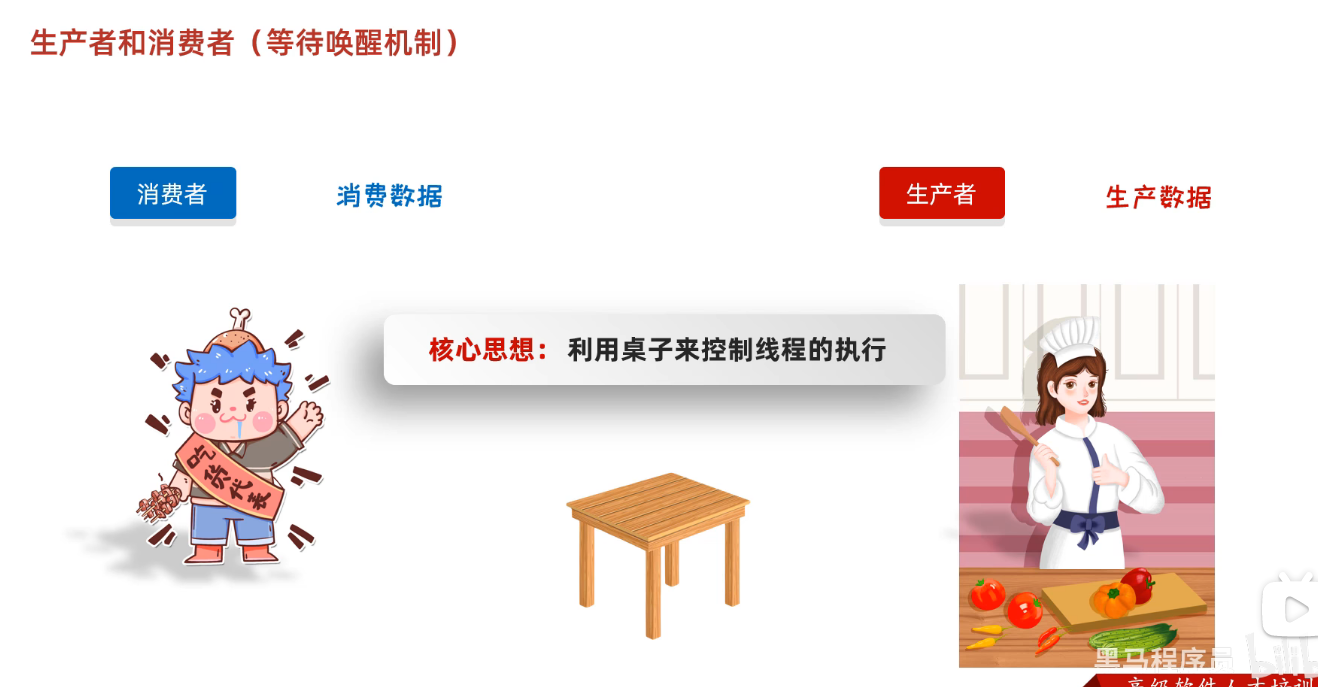 生产者和消费者（等待唤醒机制）
消费者
消费数据
生产者
生产数据
核心思想：利用桌子来控制线程的执行
吃货代表
黑马程序员
高级软件人才培训